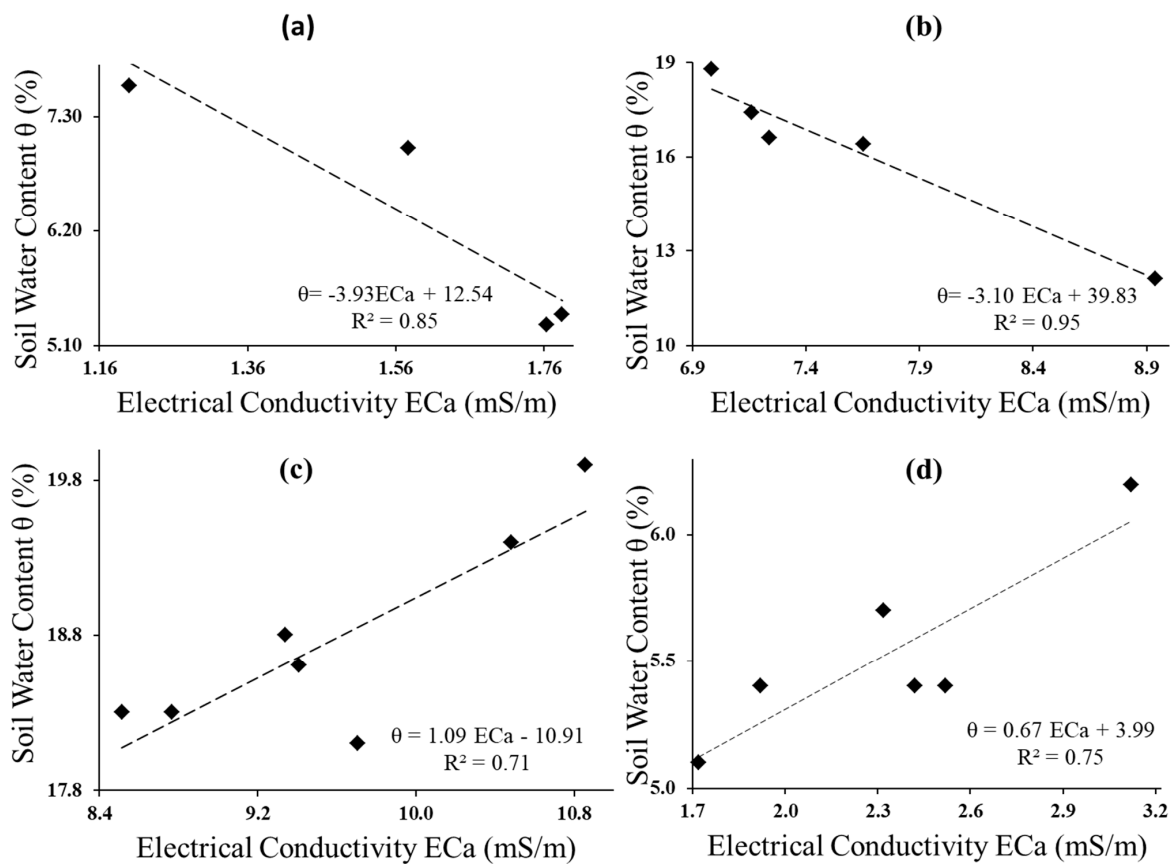 (a)
Soil Water Content θ (%)
7.30
6.20
5.10
θ= -3.93ECa + 12.54
R² = 0.85
1.16 1.36 1.56 1.76
Electrical Conductivity ECa (mS/m)
(b)
Soil Water Content θ (%)
19
16
13
10
θ= -3.10 ECa + 39.83
R² = 0.95
6.9 7.4 7.9 8.4 8.9
Electrical Conductivity ECa (mS/m)
(c)
Soil Water Content θ (%)
19.8
18.8
17.8
θ = 1.09 ECa - 10.91
R² = 0.71
8.4 9.2 10.0 10.8
Electrical Conductivity ECa (mS/m)
(d)
Soil Water Content θ (%)
6.0
5.5
5.0
θ = 0.67 ECa + 3.99
R² = 0.75
1.7 2.0 2.3 2.6 2.9 3.2
Electrical Conductivity ECa (mS/m)